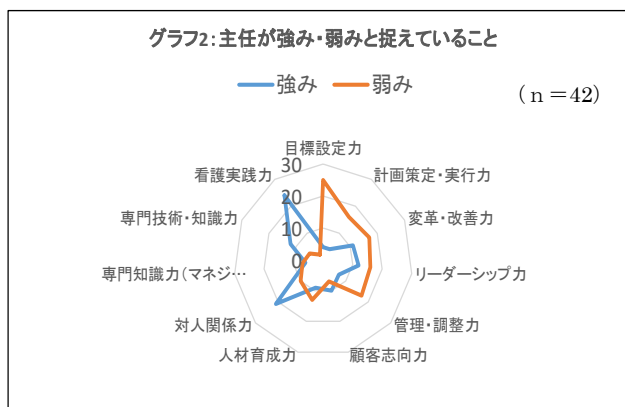 グラフ2:主任が強み・弱みと捉えていること
強み 弱み
(n=42)
目標設定力
計画策定・実行力
変革・改善力
リーダーシップ力
管理・調整力
顧客志向力
人材育成力
対人関係力
専門知識力(マネジ…
専門技術・知識力
看護実践力
30
20
10
0